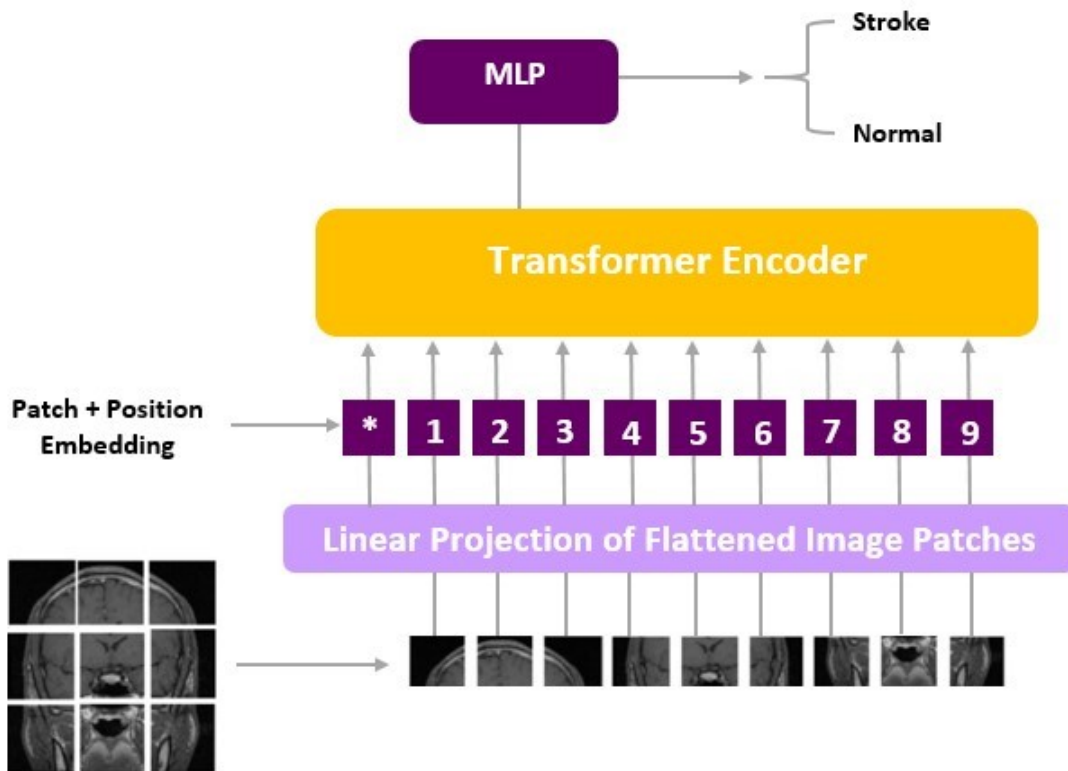 Stroke
MLP
Normal
Transformer Encoder
Patch + Position
Embedding
* 1 2 3 4 5 6 7 8 9
Linear Projection of Flattened Image Patches